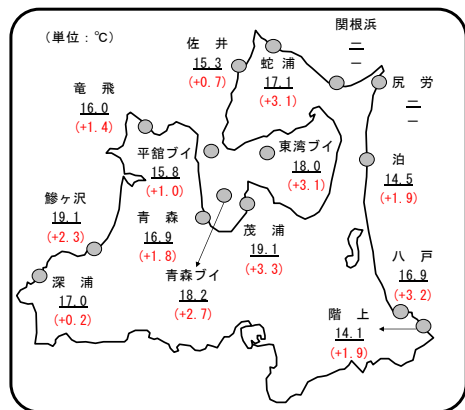 (単位：℃)
佐　井
15.3
(+0.7)
蛇　浦
17.1
(+3.1)
関根浜
－
－
尻　労
－
－
竜　飛
16.0
(+1.4)
平舘ブイ
15.8
(+1.0)
東湾ブイ
18.0
(+3.1)
泊
14.5
(+1.9)
鰺ヶ沢
19.1
(+2.3)
青　森
16.9
(+1.8)
茂　浦
19.1
(+3.3)
八　戸
16.9
(+3.2)
深　浦
17.0
(+0.2)
青森ブイ
18.2
(+2.7)
階　上
14.1
(+1.9)